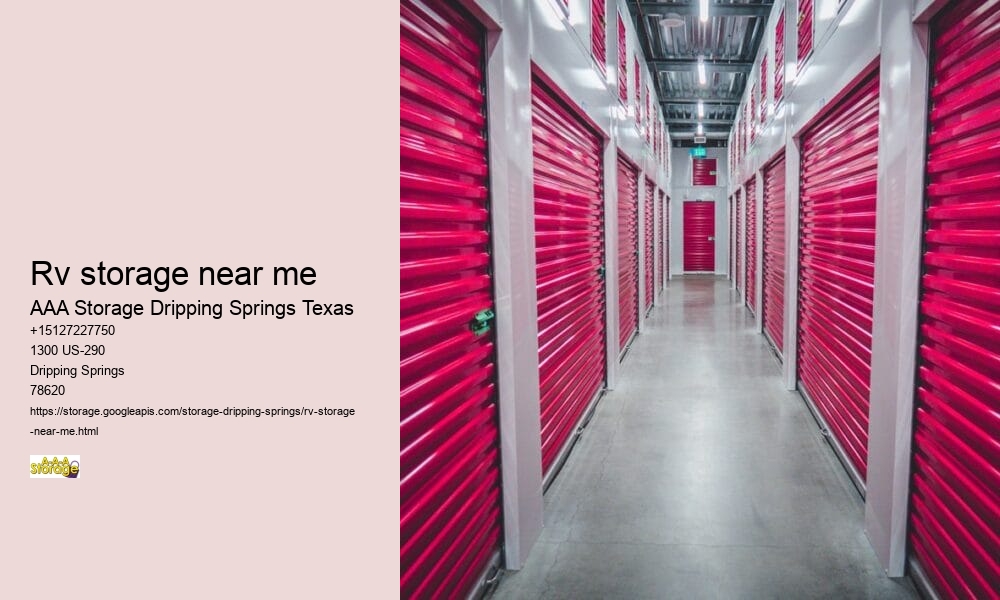 Rv storage near me
AAA Storage Dripping Springs Texas
+15127227750
1300 US-290
Dripping Springs
78620
https://storage.googleapis.com/storage-dripping-springs/rv-storage
-near-me.html
AAA
Storage